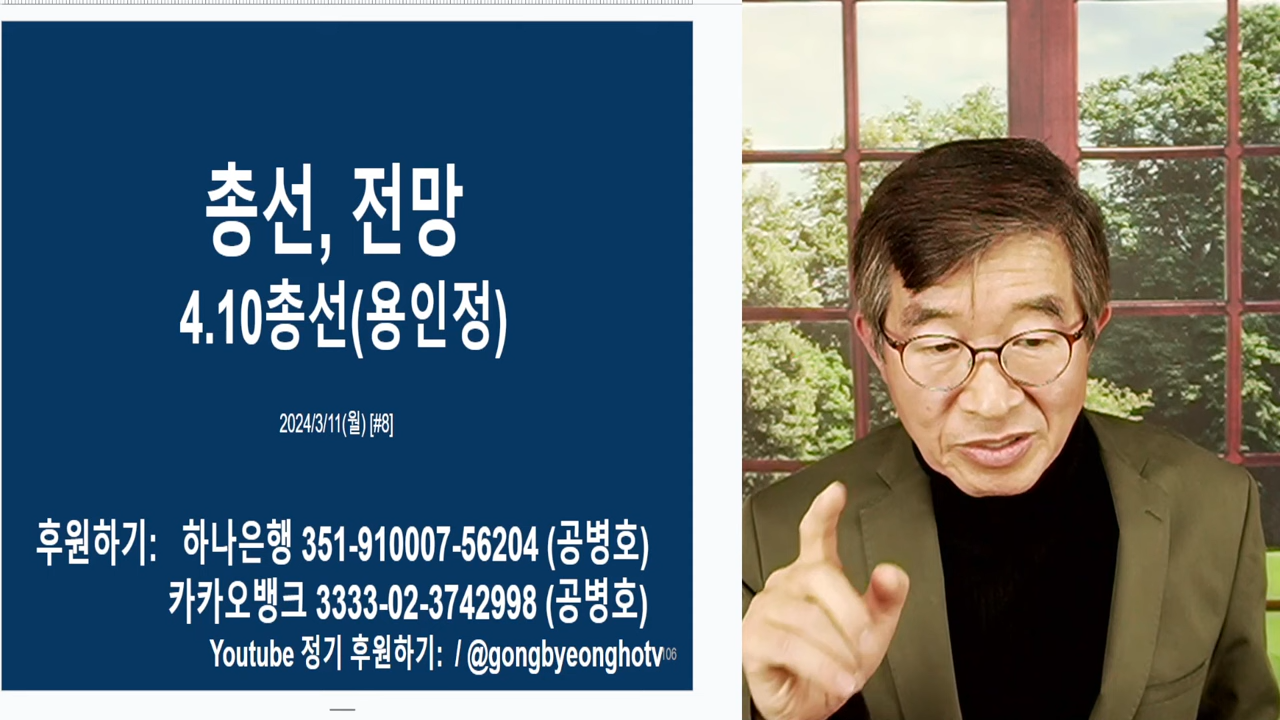 총선, 전망
4.10총선(용인정)
2024/3/11(월) [#8]
후원하기: 하나은행 351-910007-56204 (공병호)
카카오뱅크 3333-02-3742998 (공병호)
Youtube 정기 후원하기: / @gongbyeonghotv
106